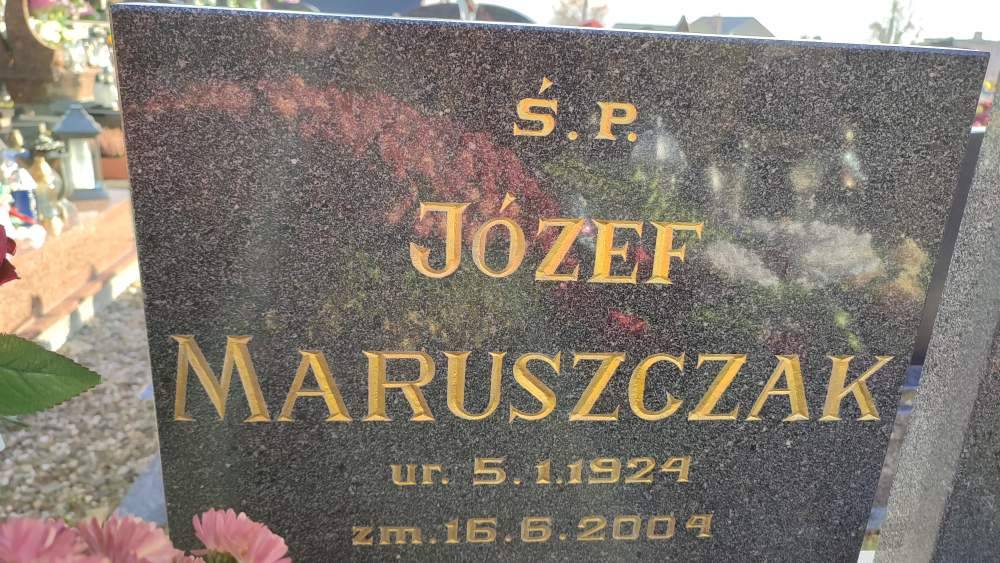 Ś. P.
JÓZEF
MARUSZCZAK
ur. 5.1.1924
zm. 16.6.2004